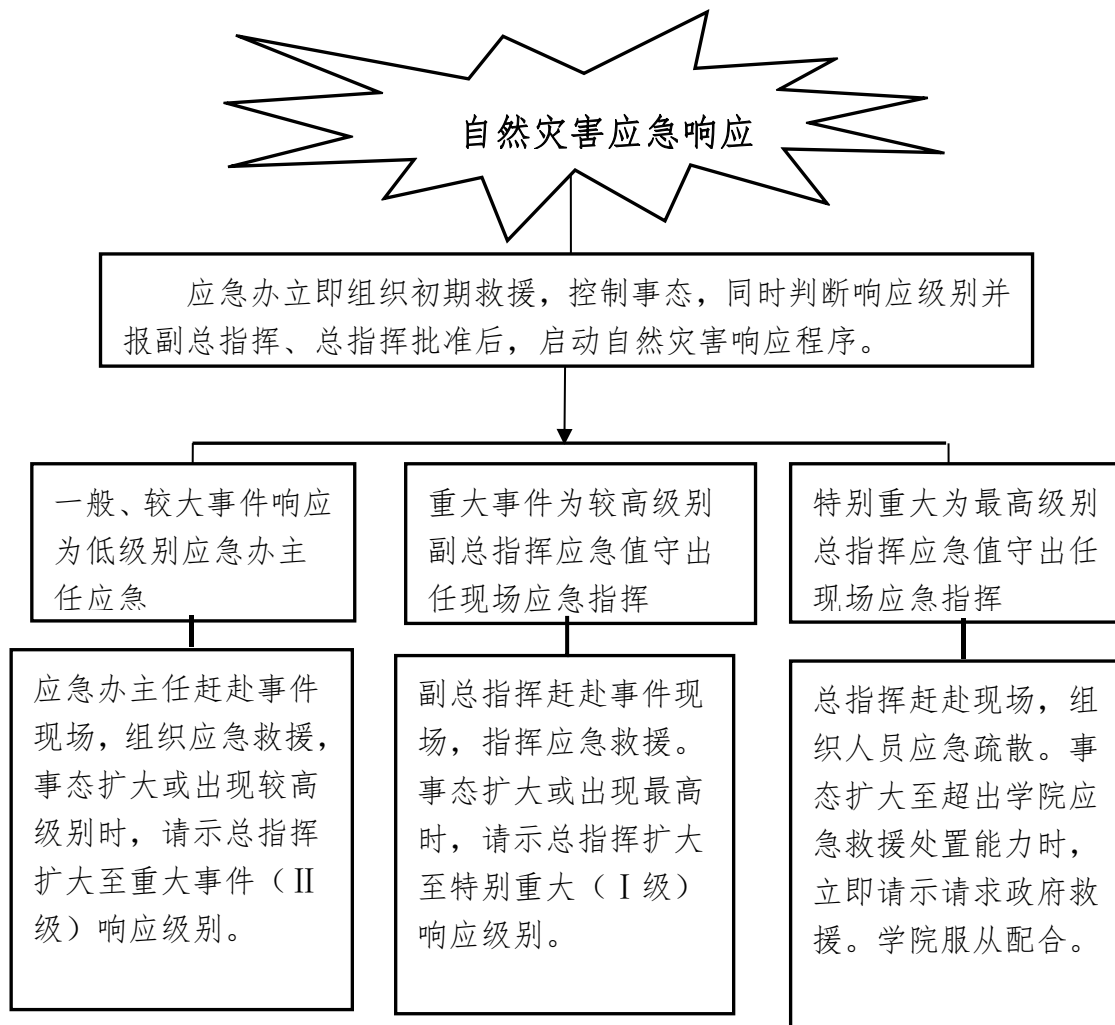 自然灾害应急响应
应急办立即组织初期救援，控制事态，同时判断响应级别并
报副总指挥、总指挥批准后，启动自然灾害响应程序。
一般、较大事件响应
为低级别应急办主
任应急
重大事件为较高级别
副总指挥应急值守出
任现场应急指挥
特别重大为最高级别
总指挥应急值守出任
现场应急指挥
应急办主任赶赴事件
现场，组织应急救援，
事态扩大或出现较高
级别时，请示总指挥
扩大至重大事件（Ⅱ
级）响应级别。
副总指挥赶赴事件现
场，指挥应急救援。
事态扩大或出现最高
时，请示总指挥扩大
至特别重大（Ⅰ级）
响应级别。
总指挥赶赴现场，组
织人员应急疏散。事
态扩大至超出学院应
急救援处置能力时，
立即请示请求政府救
援。学院服从配合。